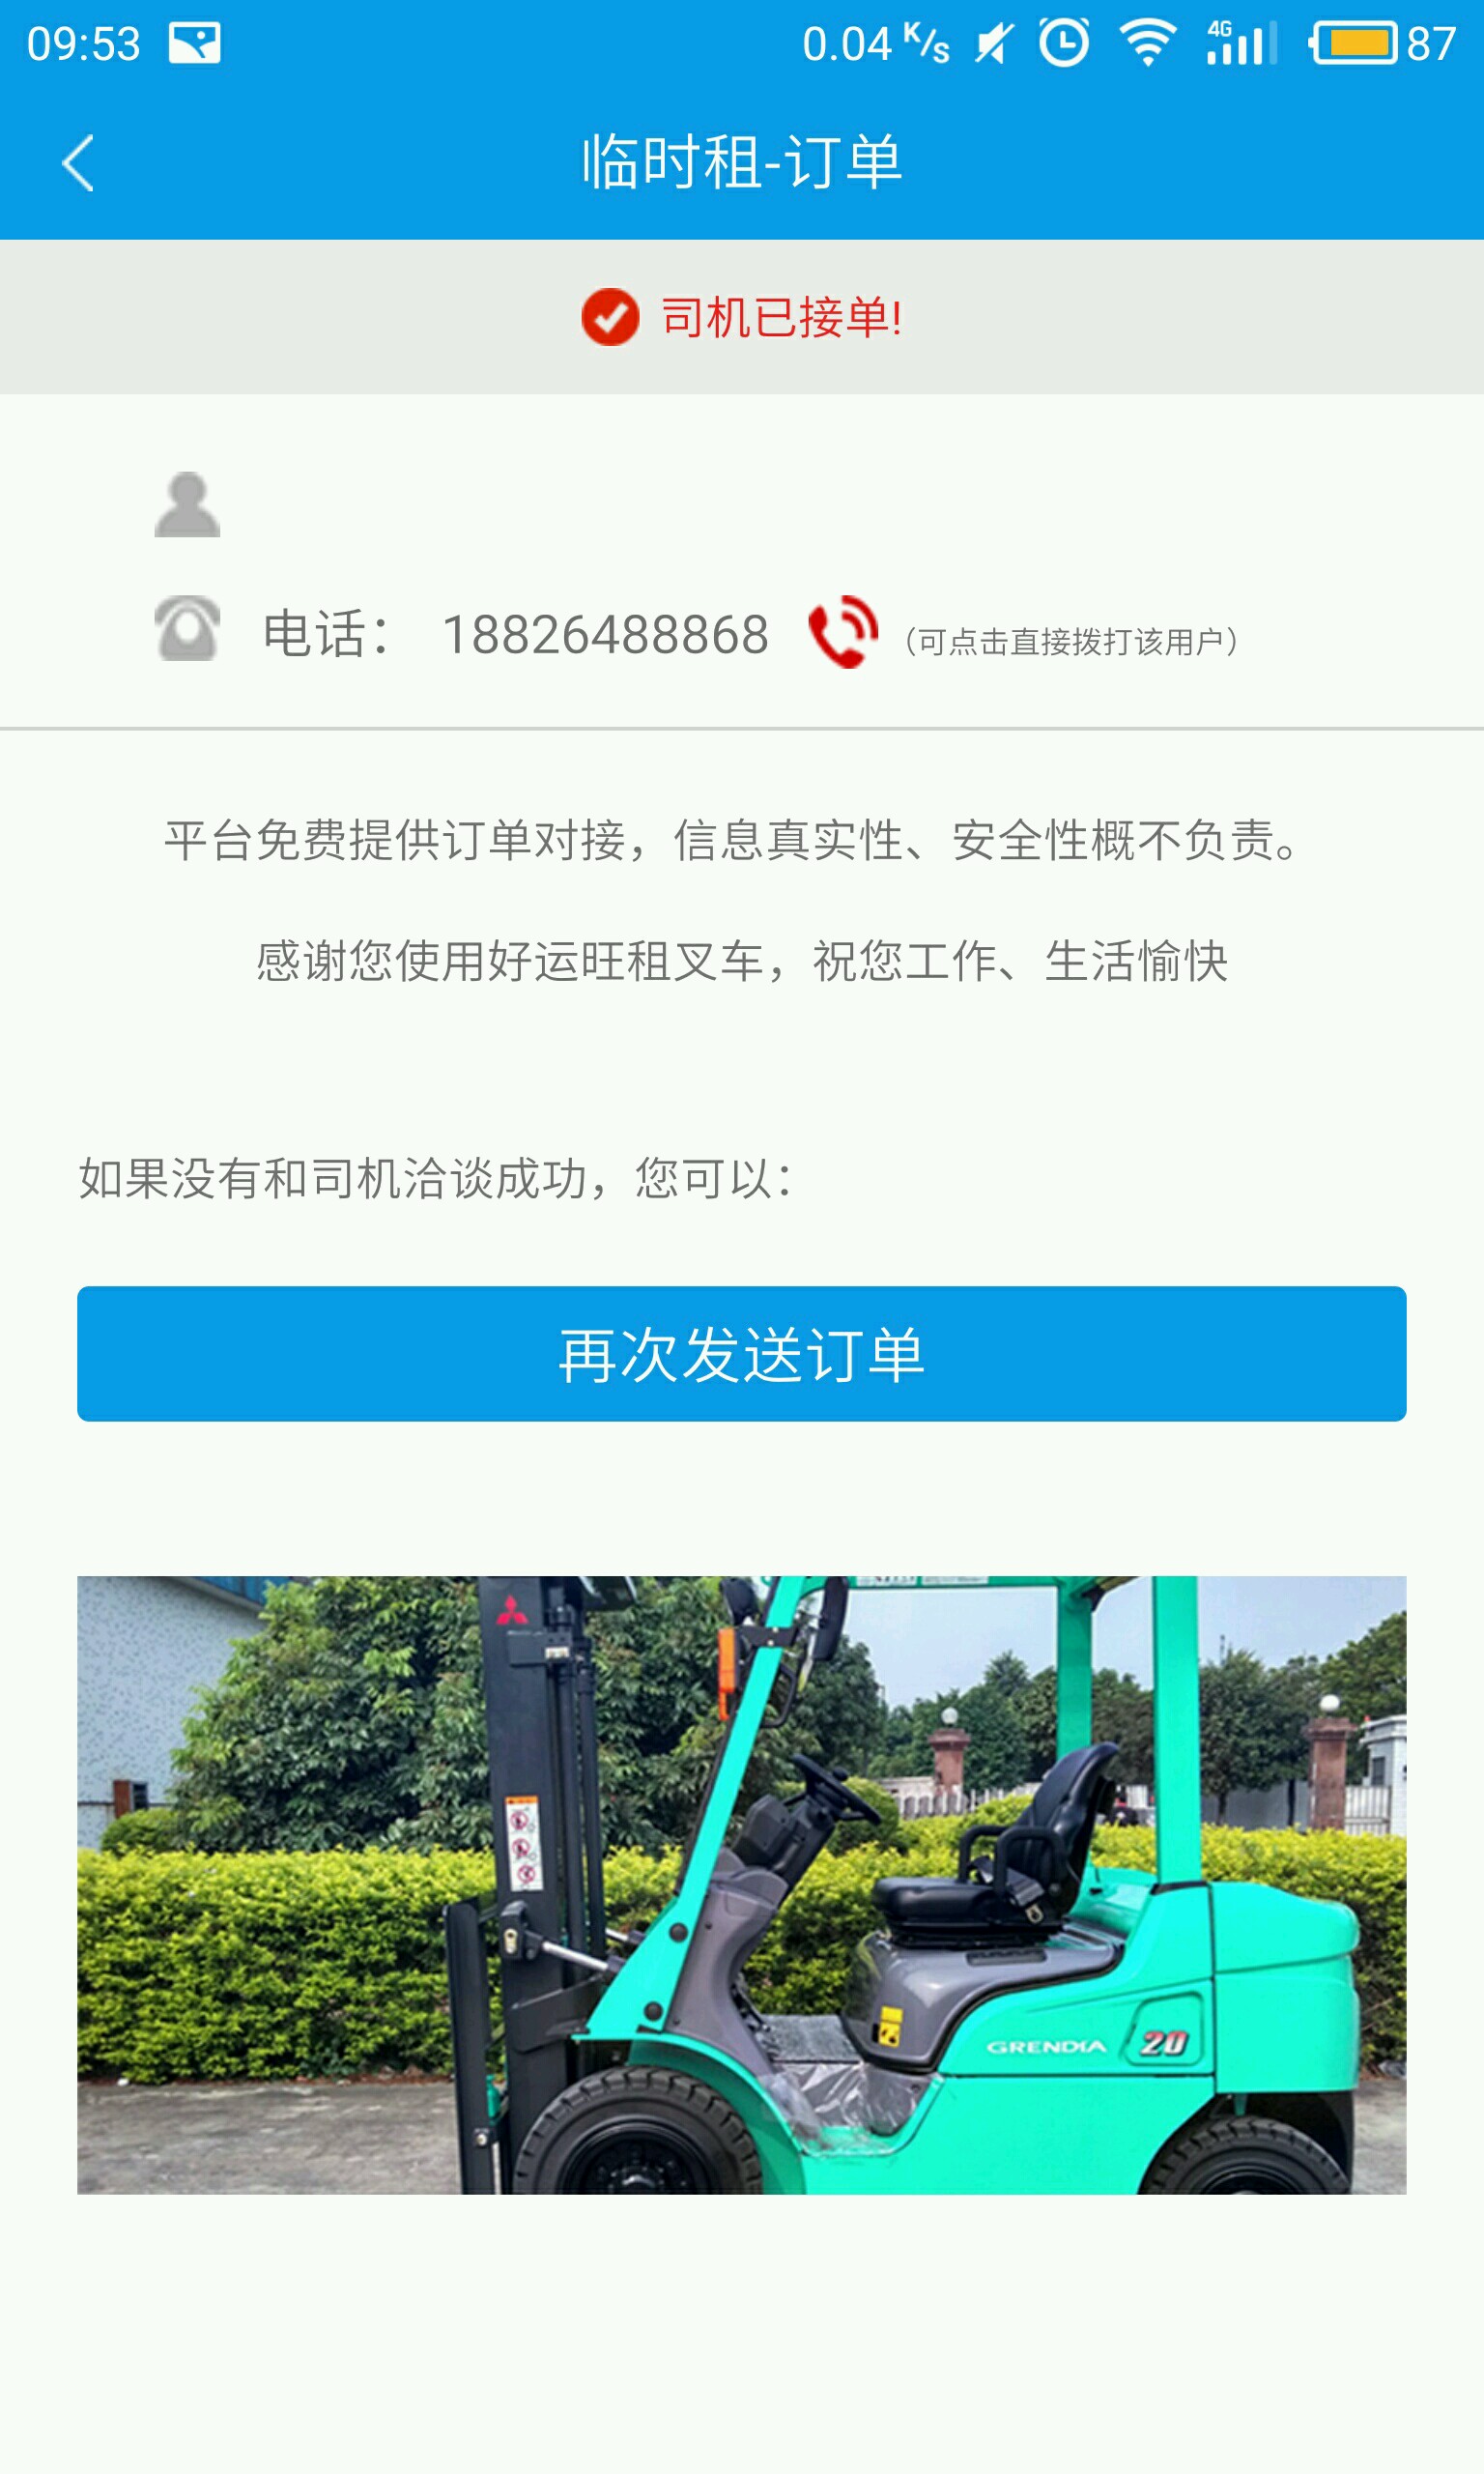 09:53 0.04 K/s 4G 87
临时租-订单
司机已接单!
电话： 18826488868 （可点击直接拨打该用户）
平台免费提供订单对接，信息真实性、安全性概不负责。
感谢您使用好运旺租叉车，祝您工作、生活愉快
如果没有和司机洽谈成功，您可以：
再次发送订单
GRENDIA 20